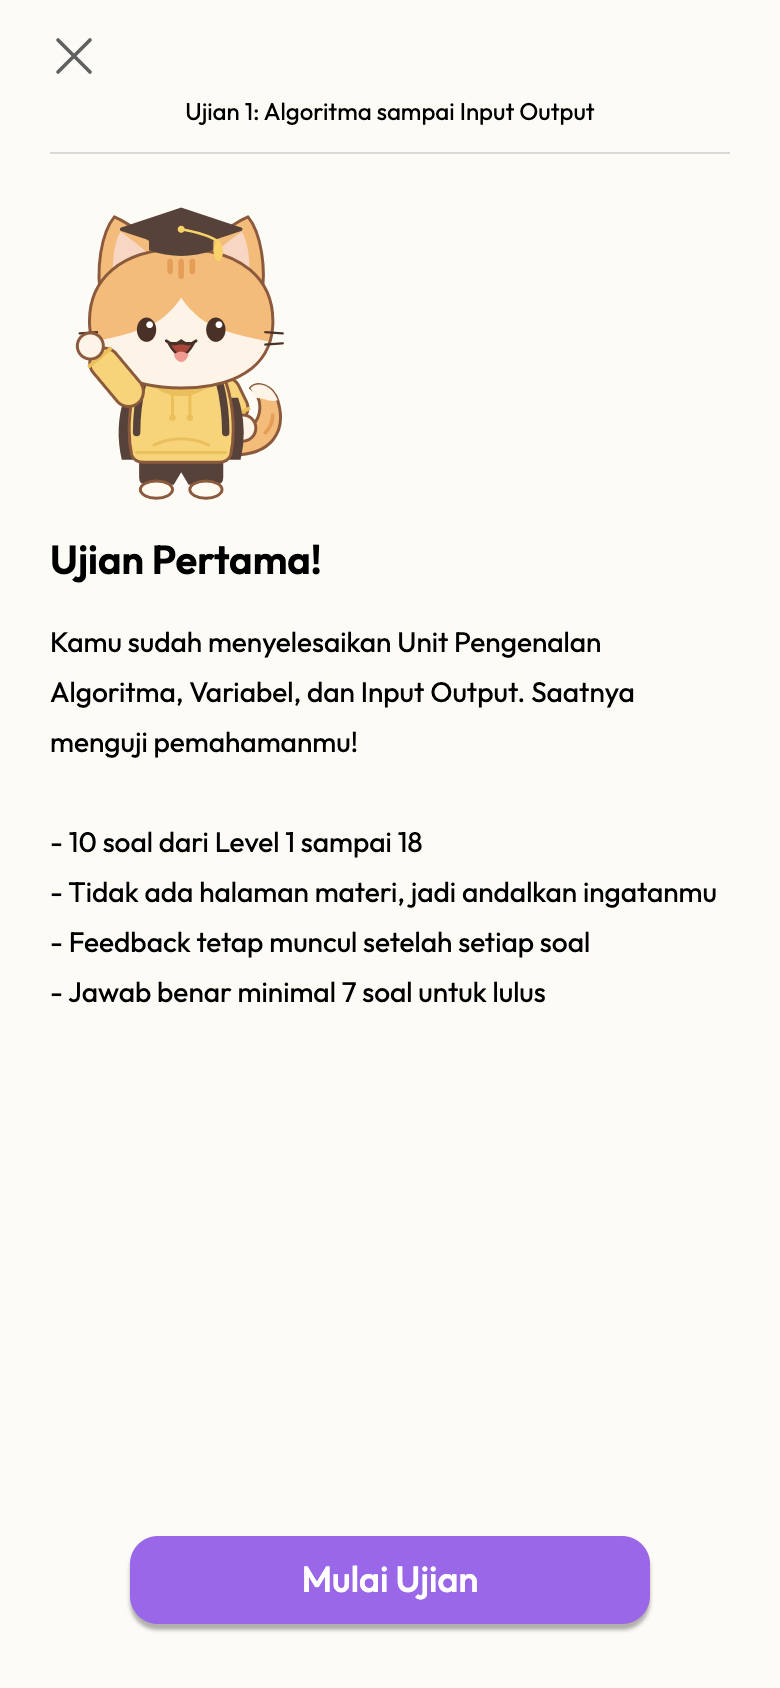 Ujian 1: Algoritma sampai Input Output
Ujian Pertama!
Kamu sudah menyelesaikan Unit Pengenalan
Algoritma, Variabel, dan Input Output. Saatnya
menguji pemahamanmu!
- 10 soal dari Level 1 sampai 18
- Tidak ada halaman materi, jadi andalkan ingatanmu
- Feedback tetap muncul setelah setiap soal
- Jawab benar minimal 7 soal untuk lulus
Mulai Ujian